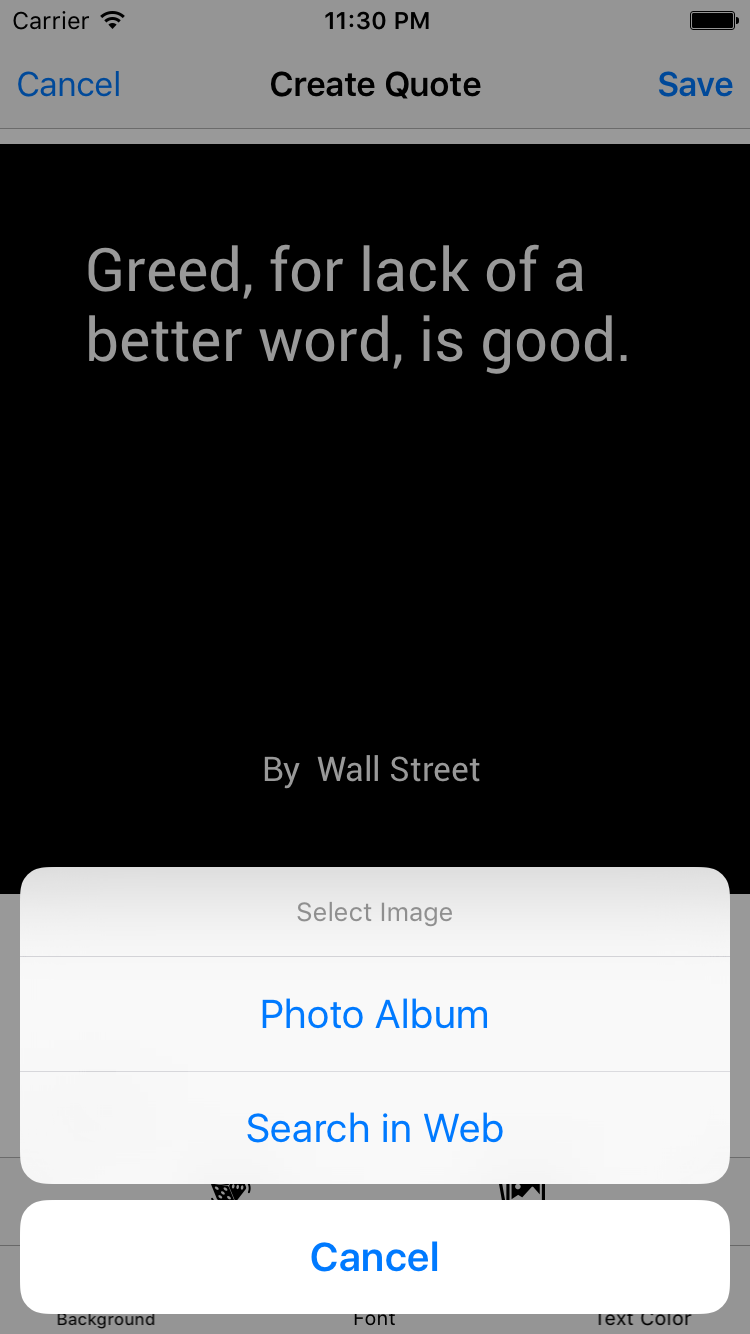 Carrier 11:30 PM
Cancel Create Quote Save
Greed, for lack of a
better word, is good.
By Wall Street
Select Image
Photo Album
Search in Web
Cancel
Background Font Text Color